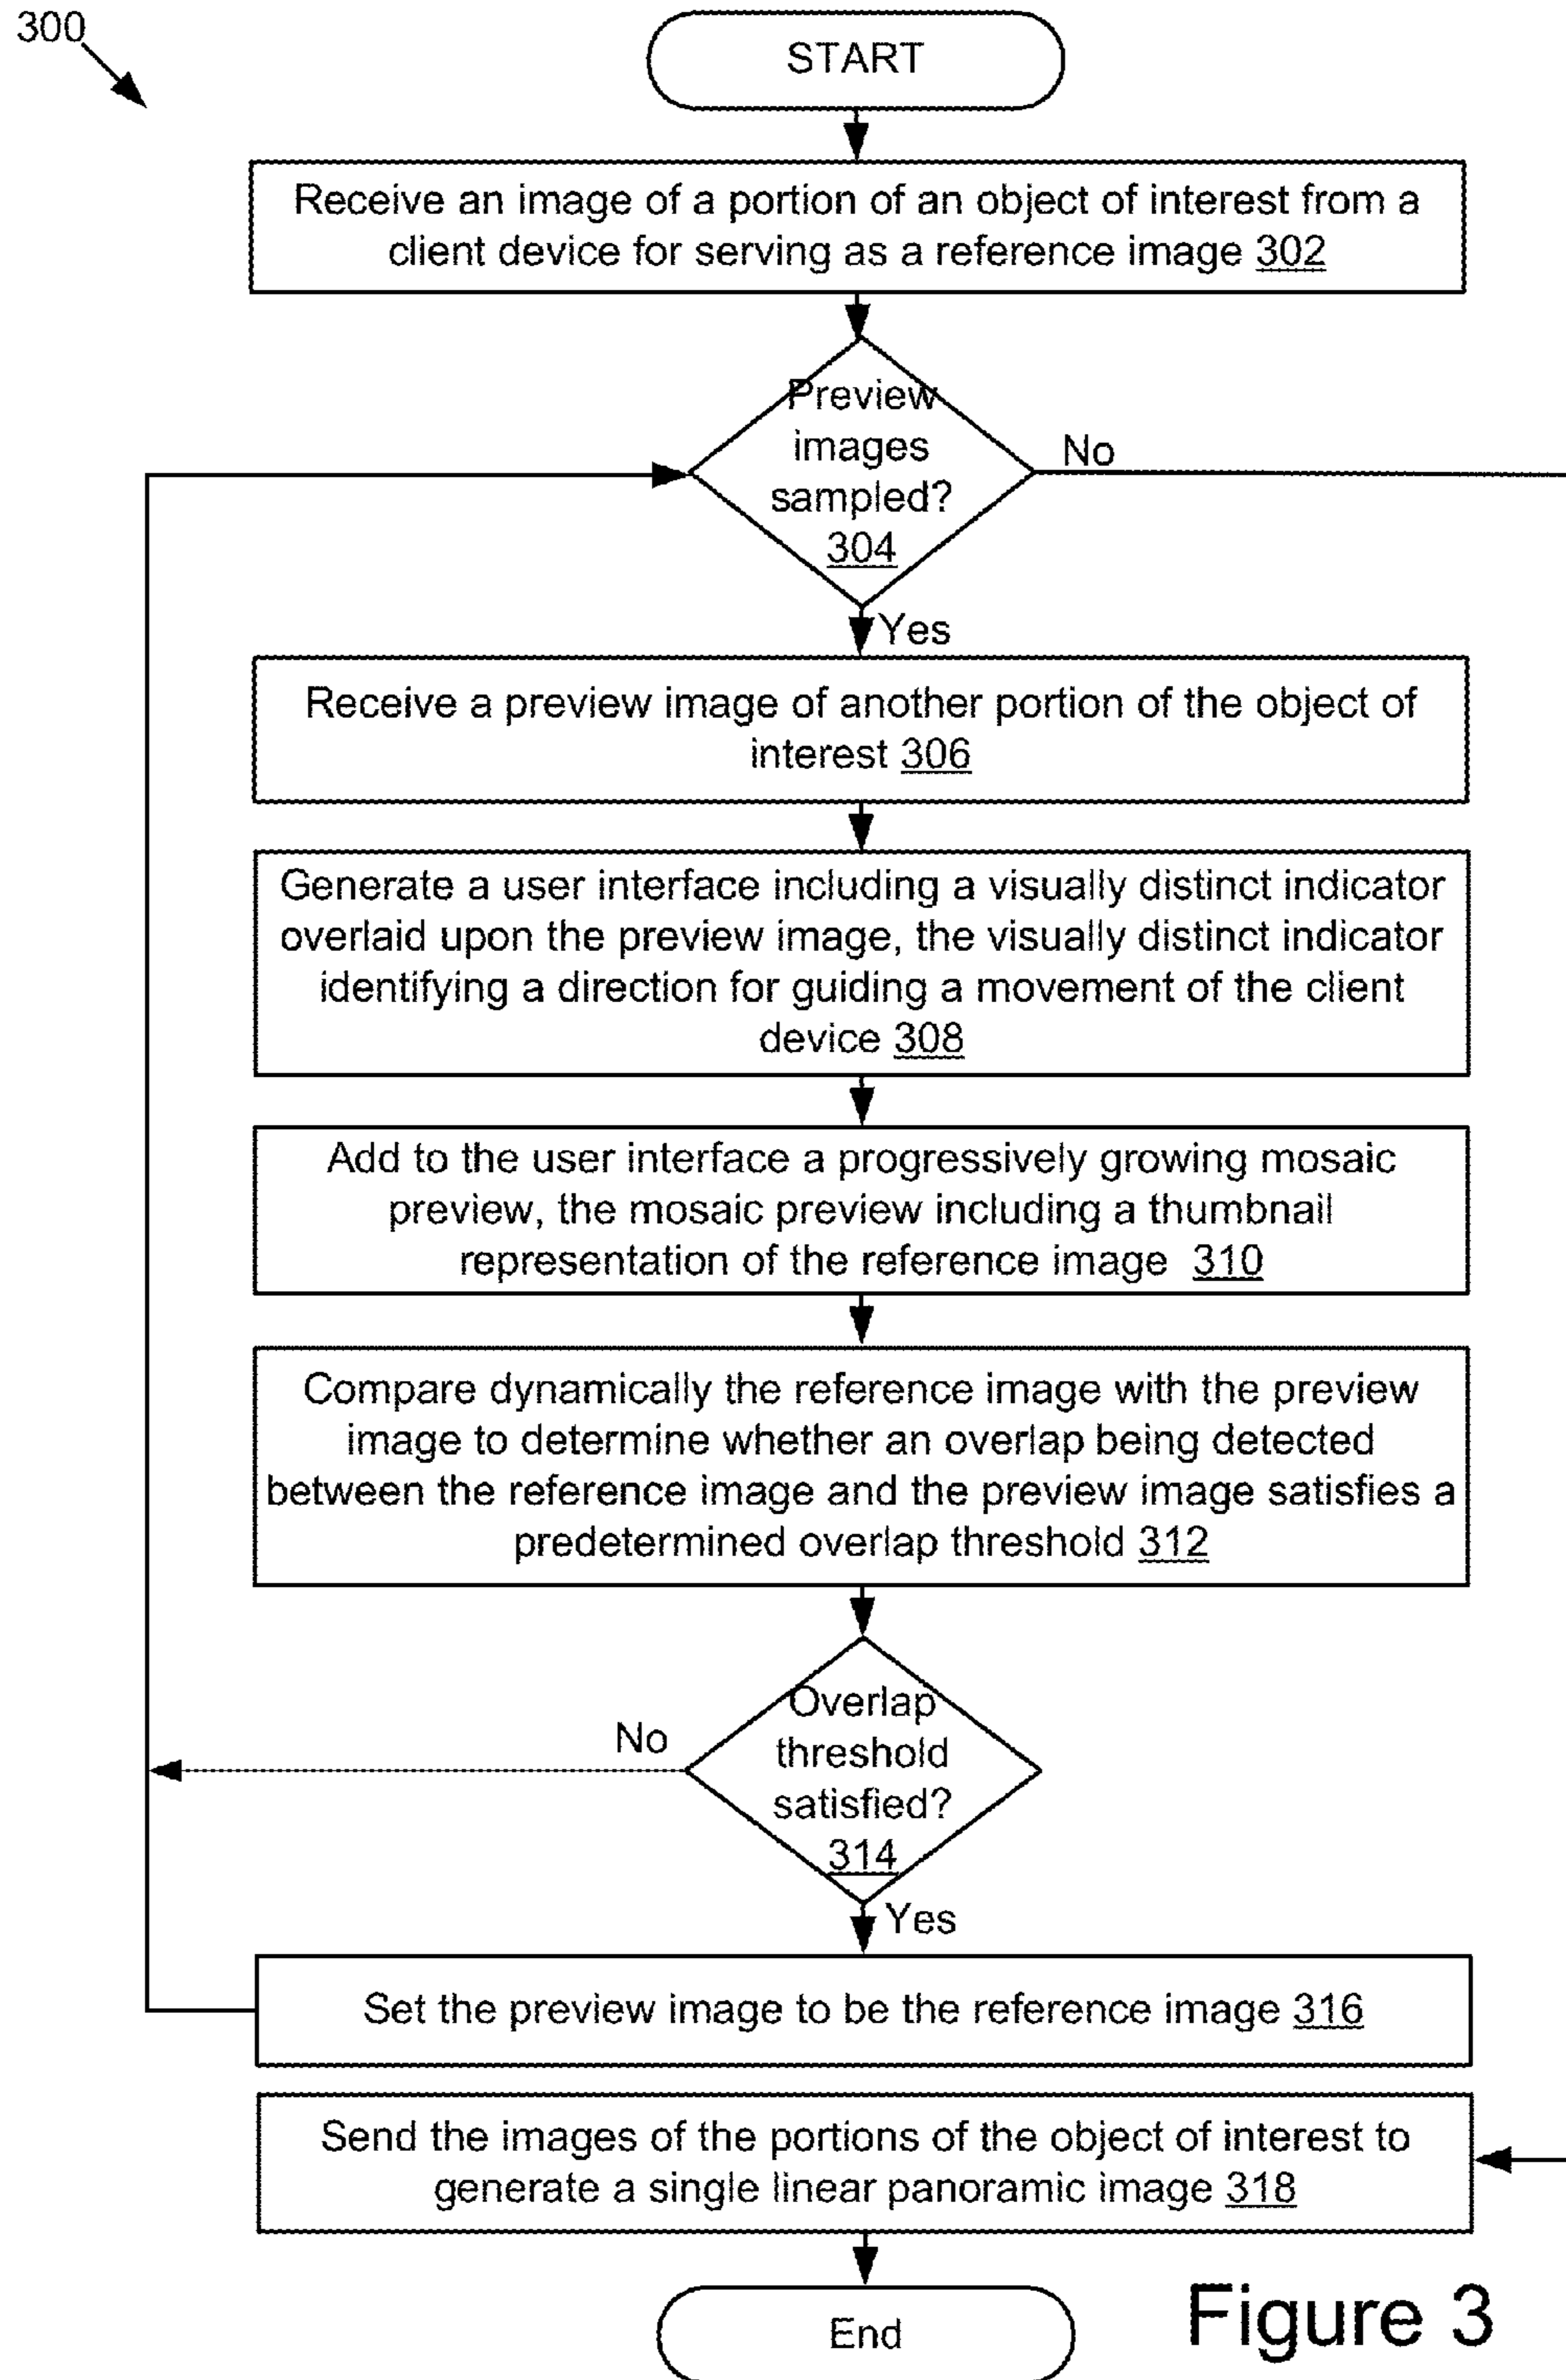 300
START
Receive an image of a portion of an object of interest from a
client device for serving as a reference image 302
Preview
images
sampled?
304
No
Yes
Receive a preview image of another portion of the object of
interest 306
Generate a user interface including a visually distinct indicator
overlaid upon the preview image, the visually distinct indicator
identifying a direction for guiding a movement of the client
device 308
Add to the user interface a progressively growing mosaic
preview, the mosaic preview including a thumbnail
representation of the reference image 310
Compare dynamically the reference image with the preview
image to determine whether an overlap being detected
between the reference image and the preview image satisfies a
predetermined overlap threshold 312
Overlap
threshold
satisfied?
314
No
Yes
Set the preview image to be the reference image 316
Send the images of the portions of the object of interest to
generate a single linear panoramic image 318
End
Figure 3